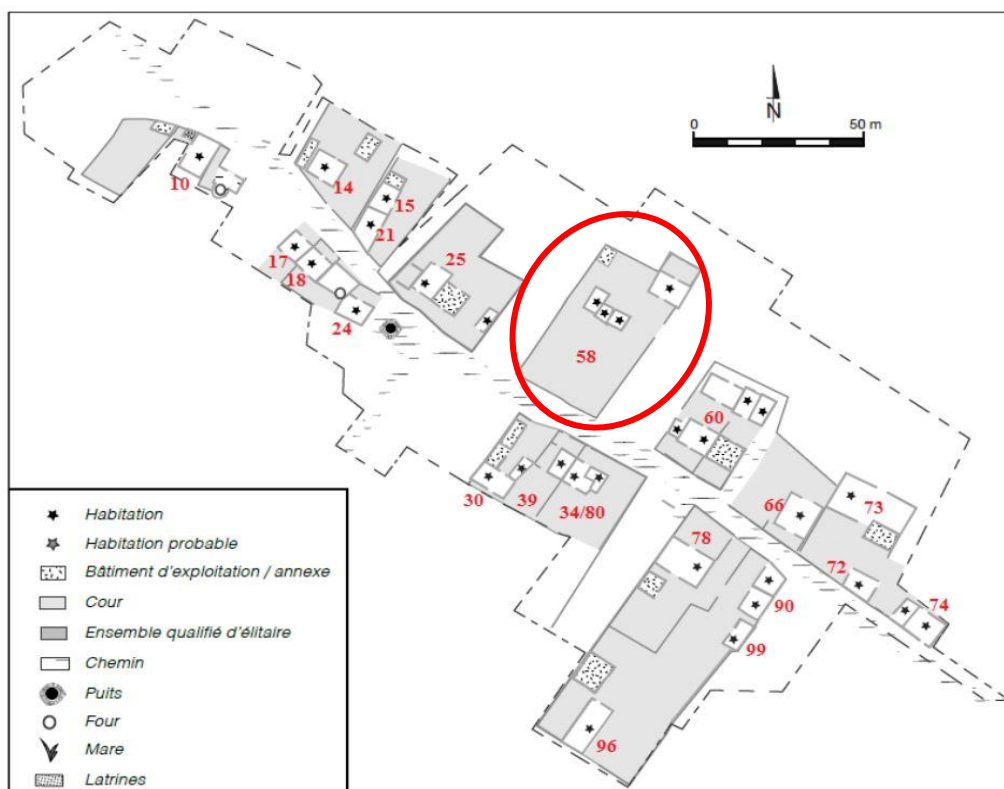 N
0 50 m
10
14
15
21
17
18
24
25
58
60
30
39
34/80
66
73
78
72
74
90
99
96
Habitation
Habitation probable
Bâtiment d'exploitation / annexe
Cour
Ensemble qualifié d'élitaire
Chemin
Puits
Four
Mare
Latrines